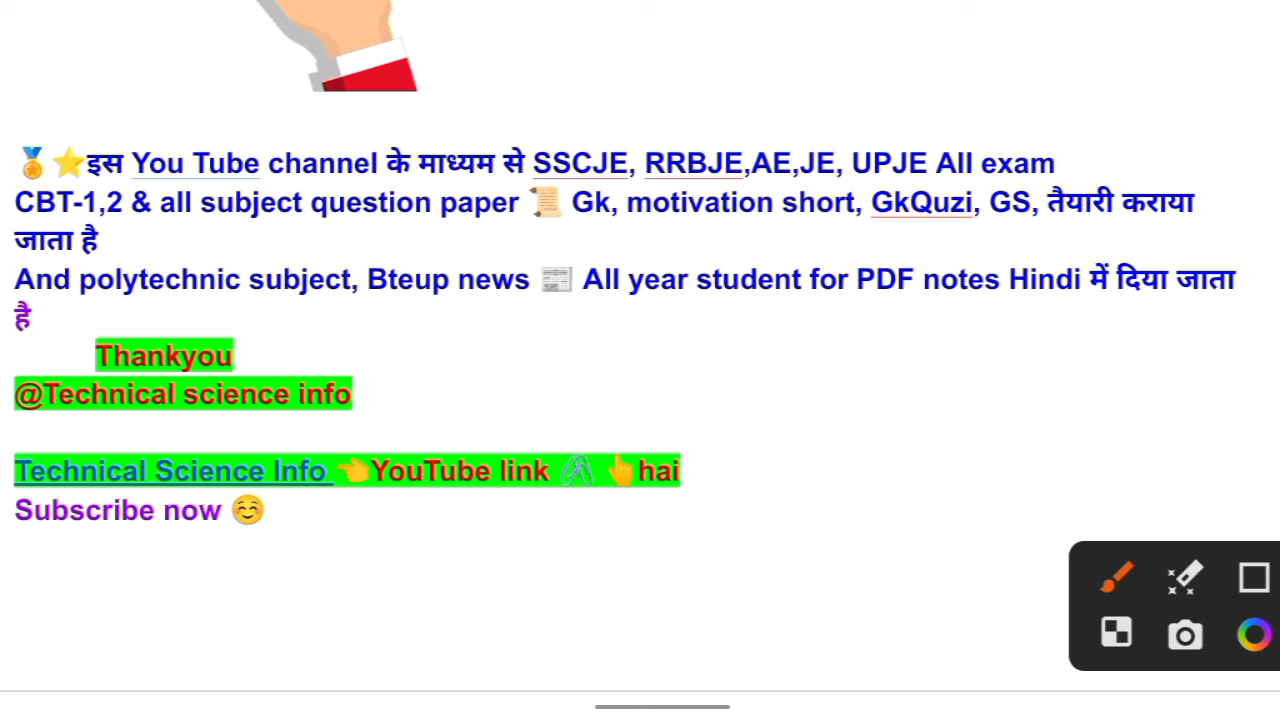 🏅⭐इस You Tube channel के माध्यम से SSCJE, RRBJE,AE,JE, UPJE All exam
CBT-1,2 & all subject question paper 📜 Gk, motivation short, GkQuzi, GS, तैयारी कराया
जाता है
And polytechnic subject, Bteup news 📰 All year student for PDF notes Hindi में दिया जाता
है
Thankyou
@Technical science info
Technical Science Info 👈YouTube link 🖇️ 👆hai
Subscribe now ☺️